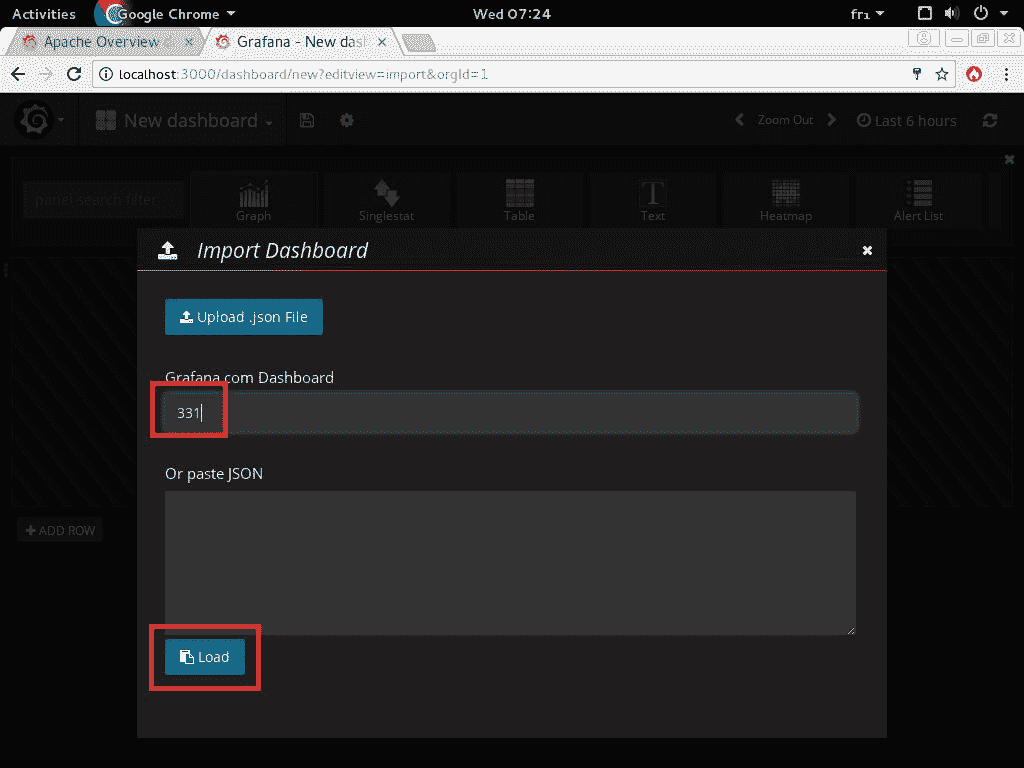 Activities Google Chrome Wed 07:24 fr1
Apache Overview Grafana - New das
localhost:3000/dashboard/new?editview=import&orgId=1
New dashboard Zoom Out Last 6 hours
panel search filter Graph Singlestat Table Text Heatmap Alert List
Import Dashboard
Upload .json File
Grafana.com Dashboard
331
Or paste JSON
ADD ROW
Load